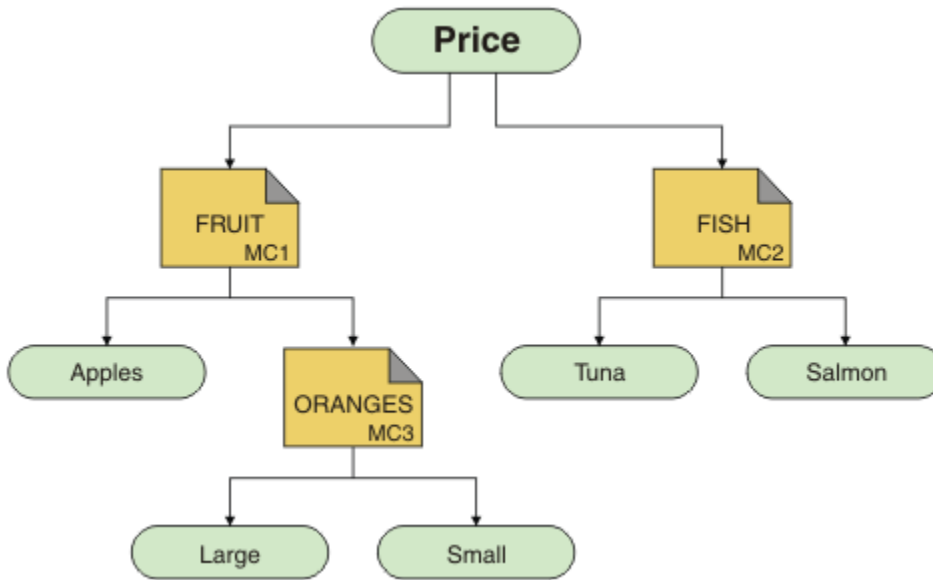 Price
FRUIT
MC1
FISH
MC2
Apples
ORANGES
MC3
Tuna
Salmon
Large
Small